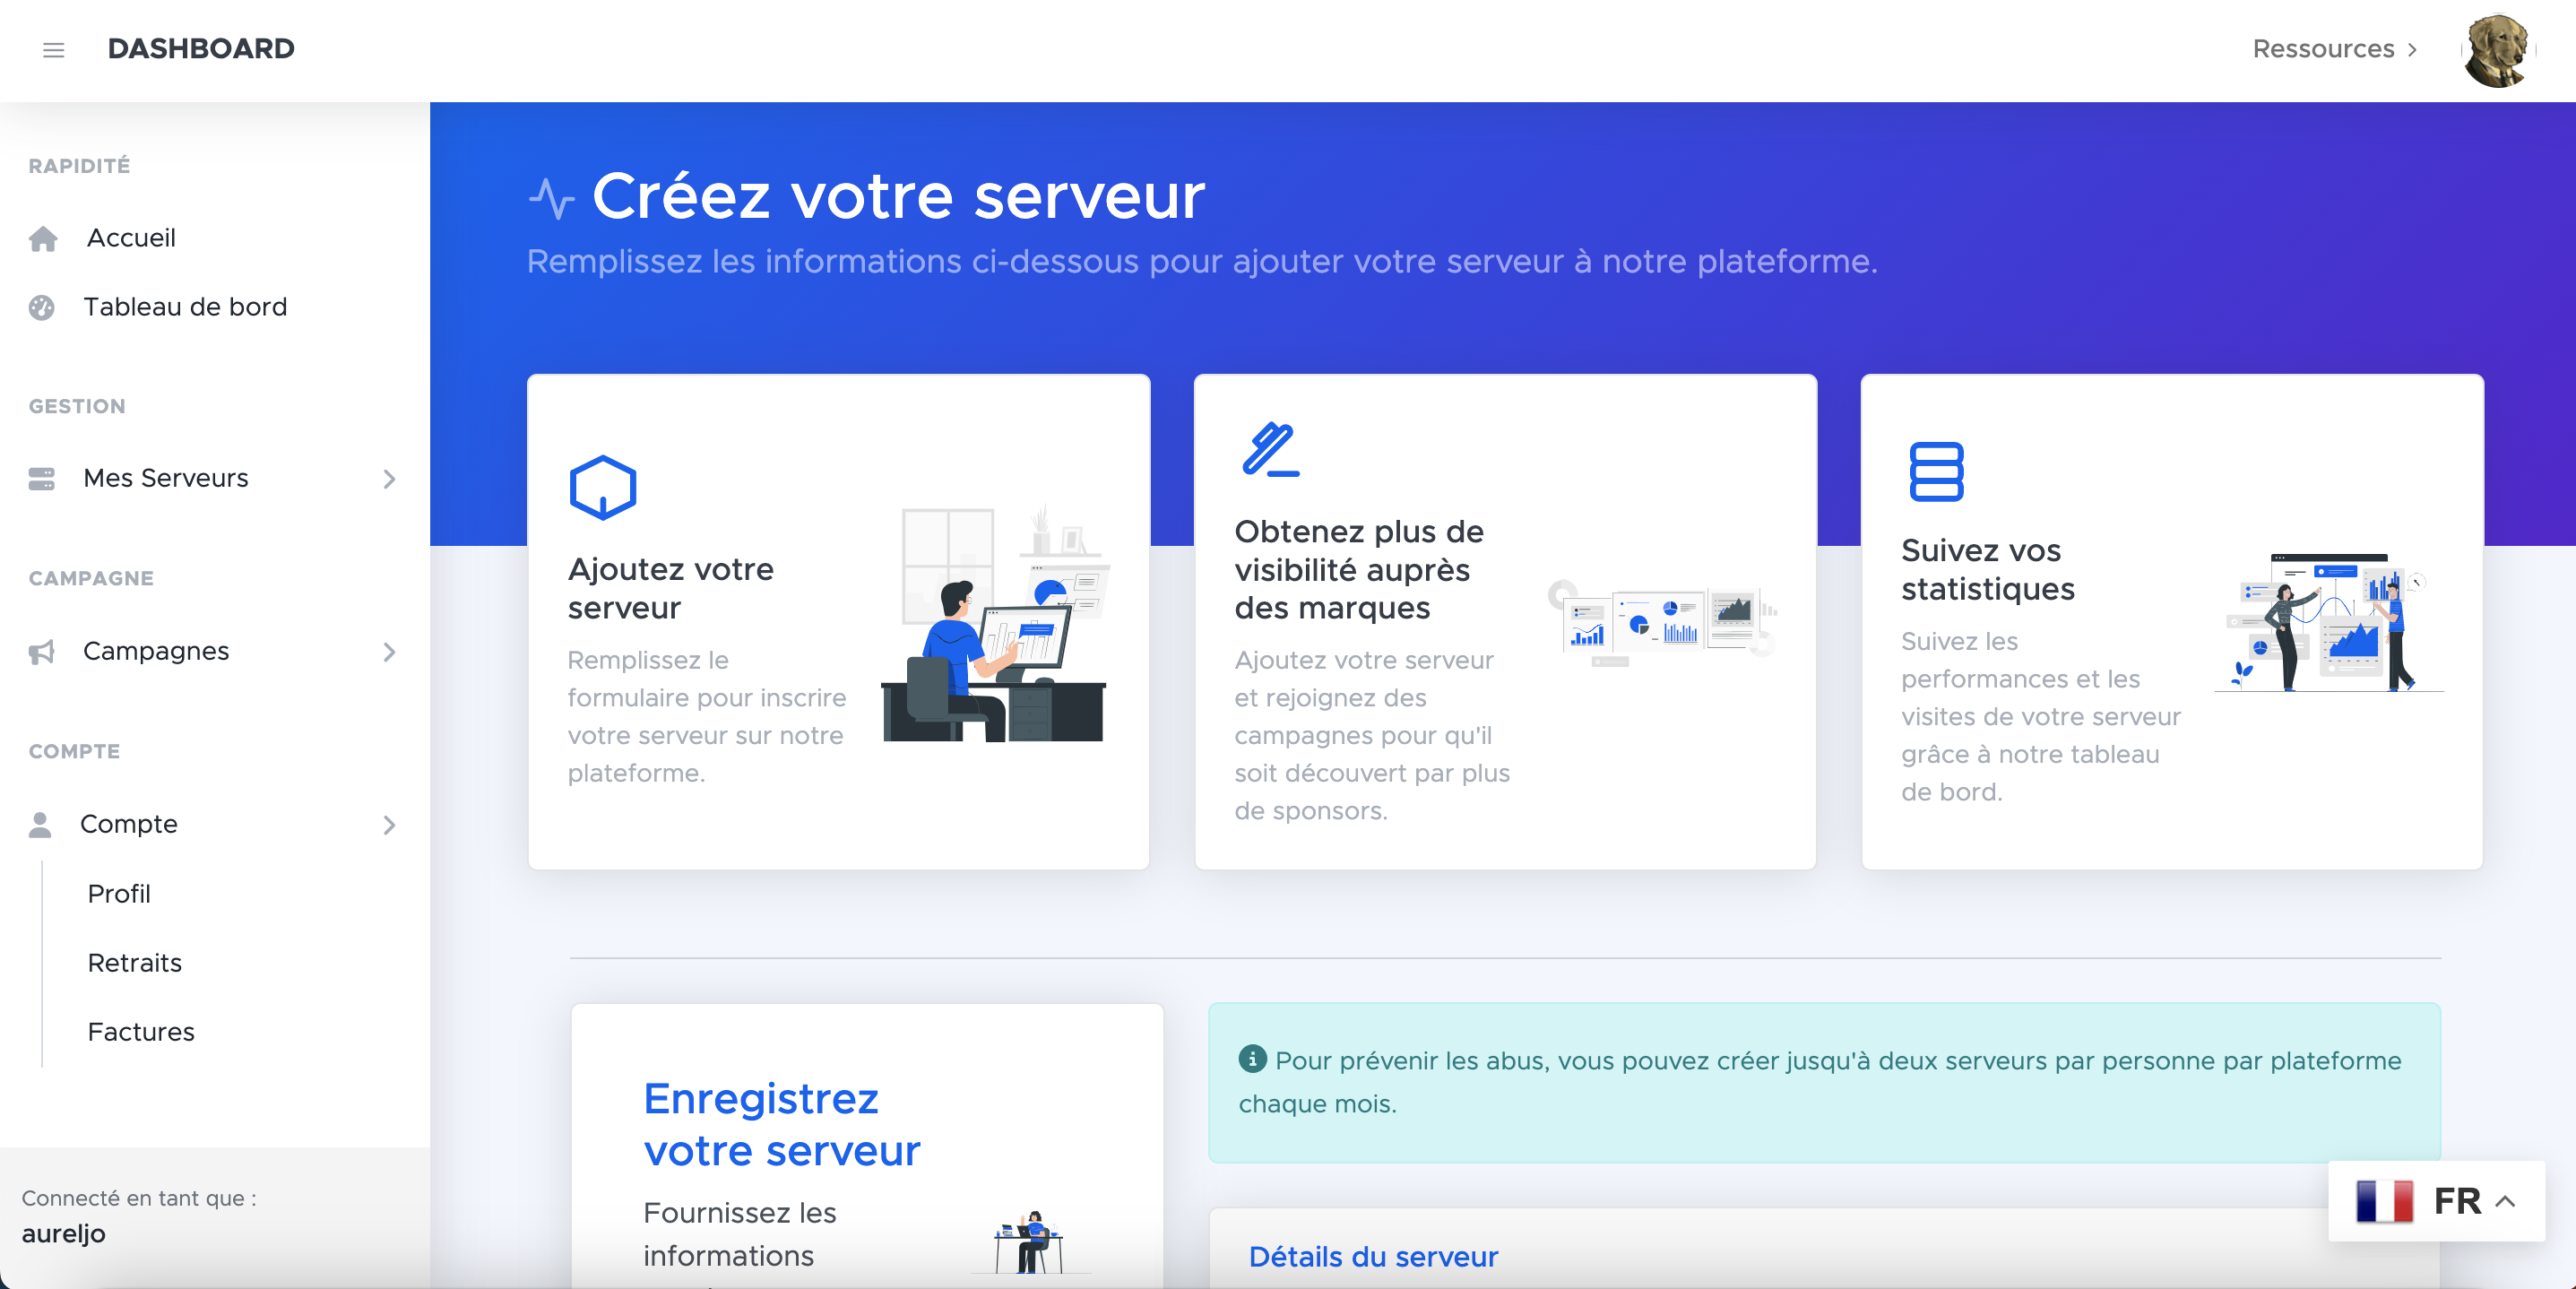 DASHBOARD
Ressources
RAPIDITÉ
Accueil
Tableau de bord
GESTION
Mes Serveurs
CAMPAGNE
Campagnes
COMPTE
Compte
Profil
Retraits
Factures
Connecté en tant que :
aureljo
Créez votre serveur
Remplissez les informations ci-dessous pour ajouter votre serveur à notre plateforme.
Ajoutez votre
serveur
Remplissez le
formulaire pour inscrire
votre serveur sur notre
plateforme.
Obtenez plus de
visibilité auprès
des marques
Ajoutez votre serveur
et rejoignez des
campagnes pour qu'il
soit découvert par plus
de sponsors.
Suivez vos
statistiques
Suivez les
performances et les
visites de votre serveur
grâce à notre tableau
de bord.
Enregistrez
votre serveur
Fournissez les
informations
Pour prévenir les abus, vous pouvez créer jusqu'à deux serveurs par personne par plateforme
chaque mois.
Détails du serveur
FR